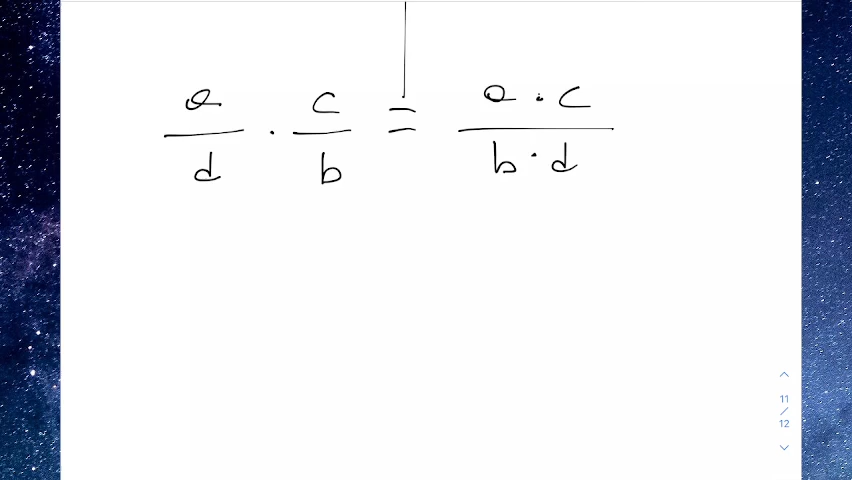 a/d · c/b = a · c / b · d
11
/
12